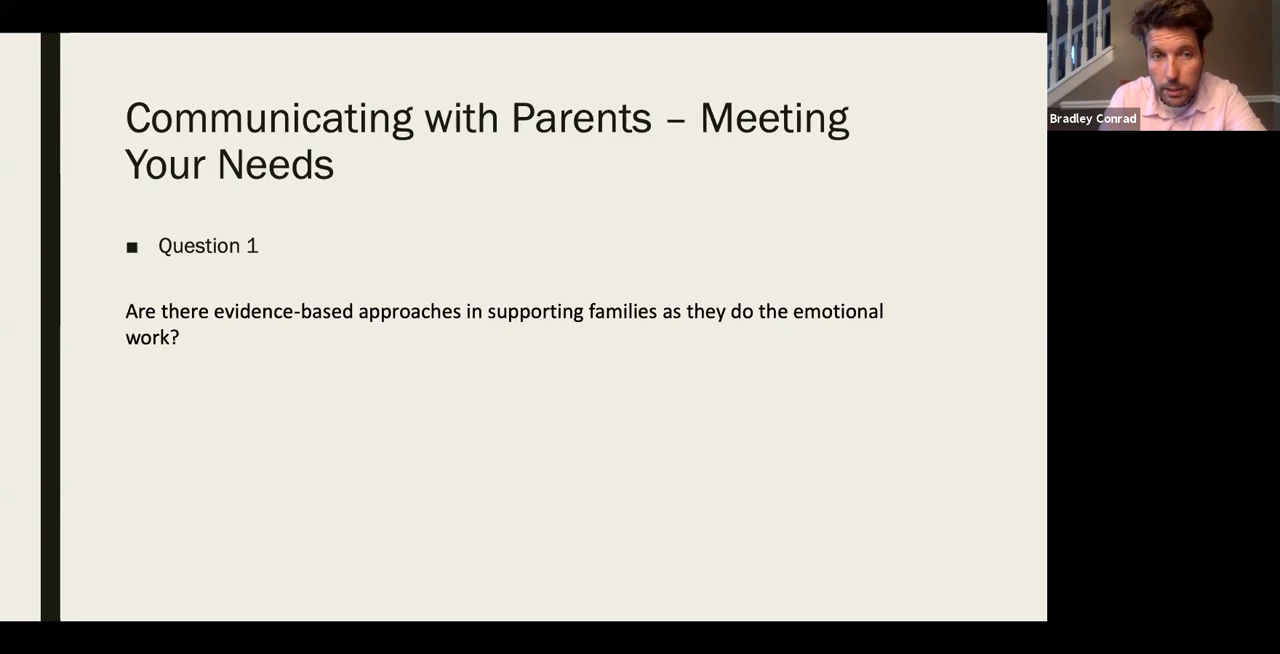 Communicating with Parents – Meeting
Your Needs
■ Question 1
Are there evidence-based approaches in supporting families as they do the emotional
work?
Bradley Conrad